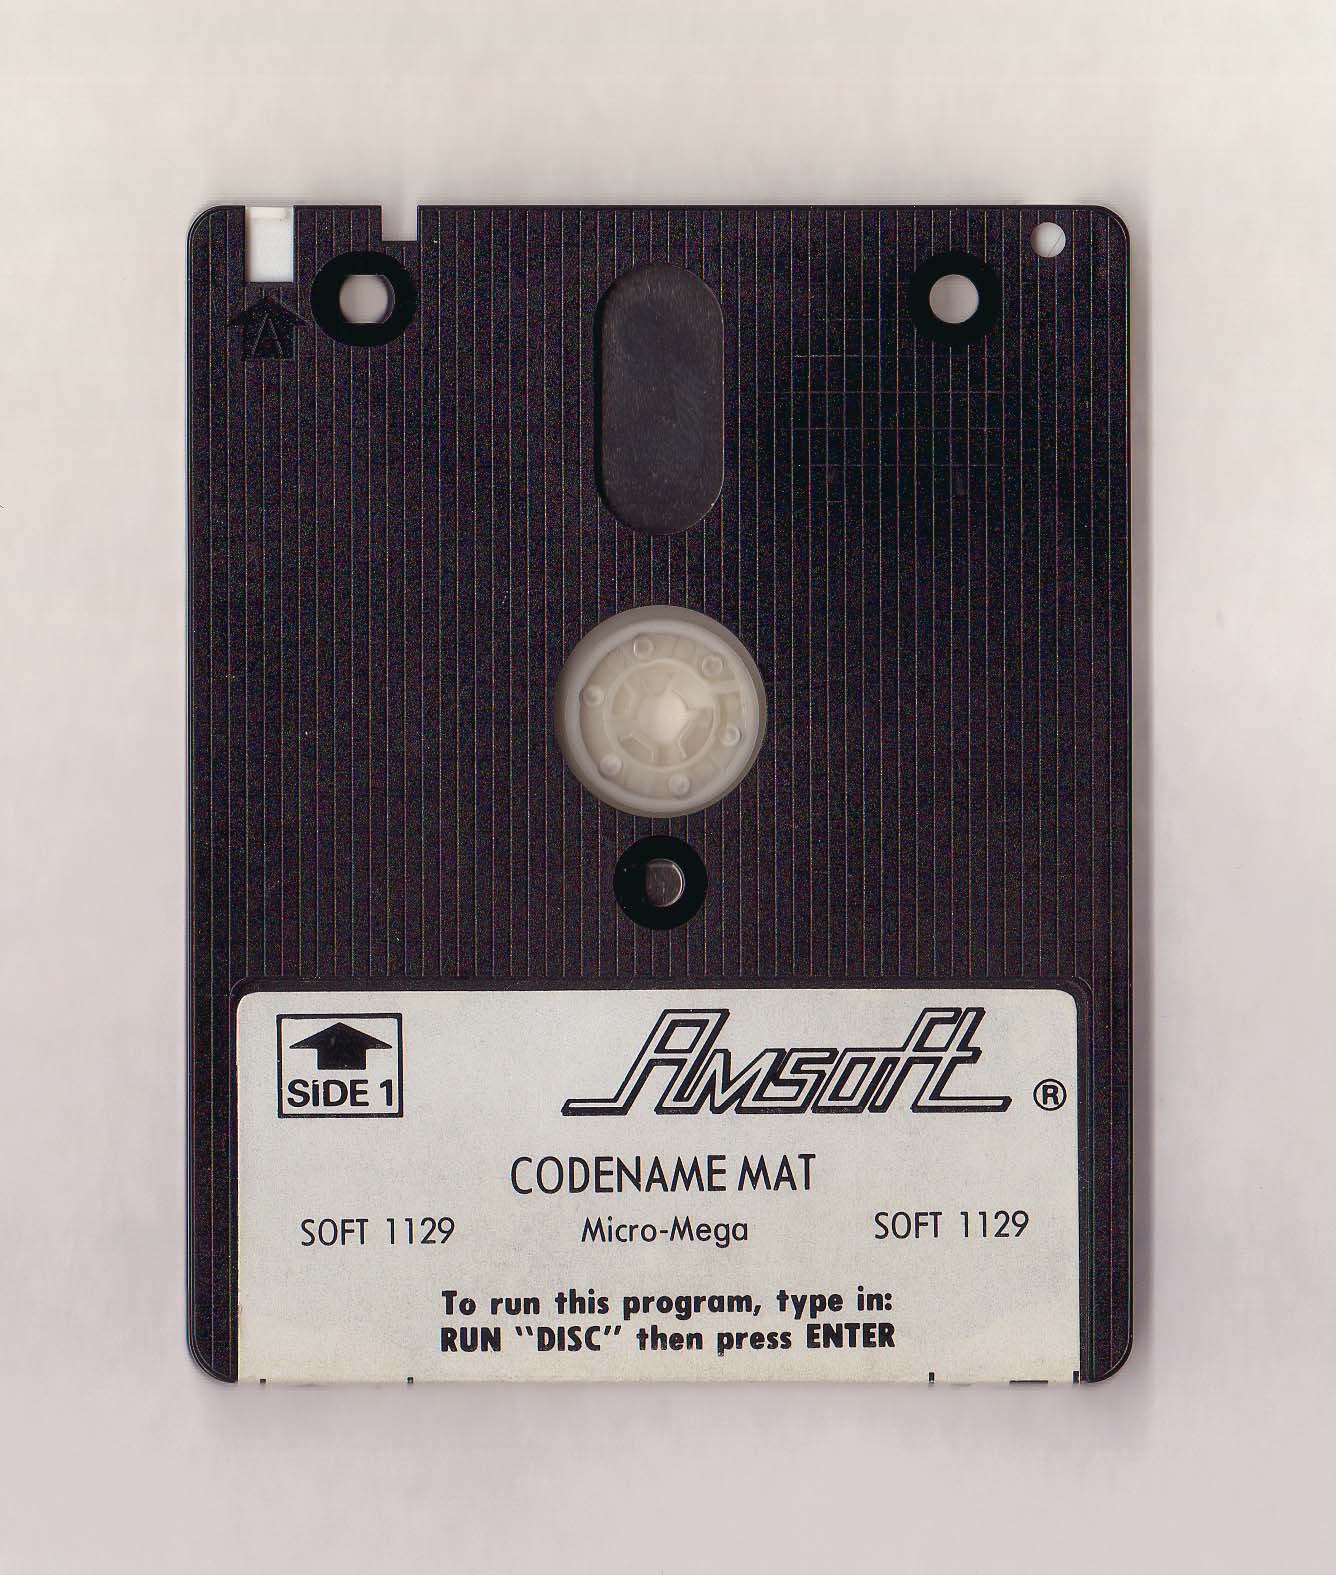 A
SiDE 1
Amsoft ®
CODENAME MAT
SOFT 1129 Micro-Mega SOFT 1129
To run this program, type in:
RUN "DISC" then press ENTER